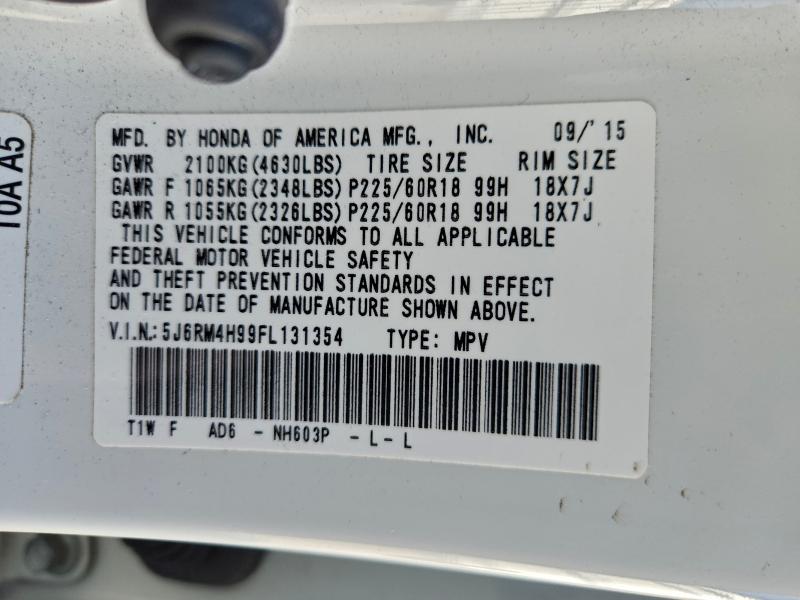 10A A5
MFD. BY HONDA OF AMERICA MFG., INC. 09/'15
GVWR 2100KG(4630LBS) TIRE SIZE RIM SIZE
GAWR F 1065KG(2348LBS) P225/60R18 99H 18X7J
GAWR R 1055KG(2326LBS) P225/60R18 99H 18X7J
THIS VEHICLE CONFORMS TO ALL APPLICABLE
FEDERAL MOTOR VEHICLE SAFETY
AND THEFT PREVENTION STANDARDS IN EFFECT
ON THE DATE OF MANUFACTURE SHOWN ABOVE.
V.I.N.: 5J6RM4H99FL131354 TYPE: MPV
T1W F AD6 - NH603P - L - L